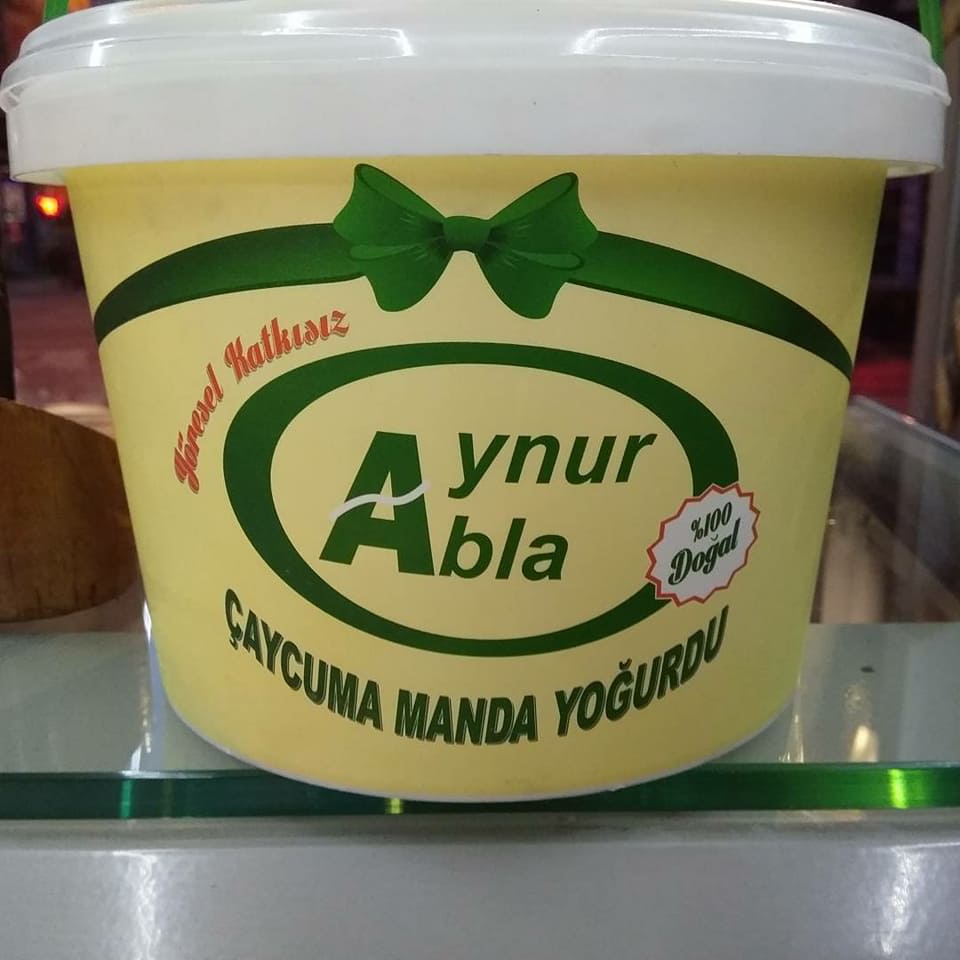 Yöresel Katkısız
Aynur
Abla
%100
Doğal
ÇAYCUMA MANDA YOĞURDU